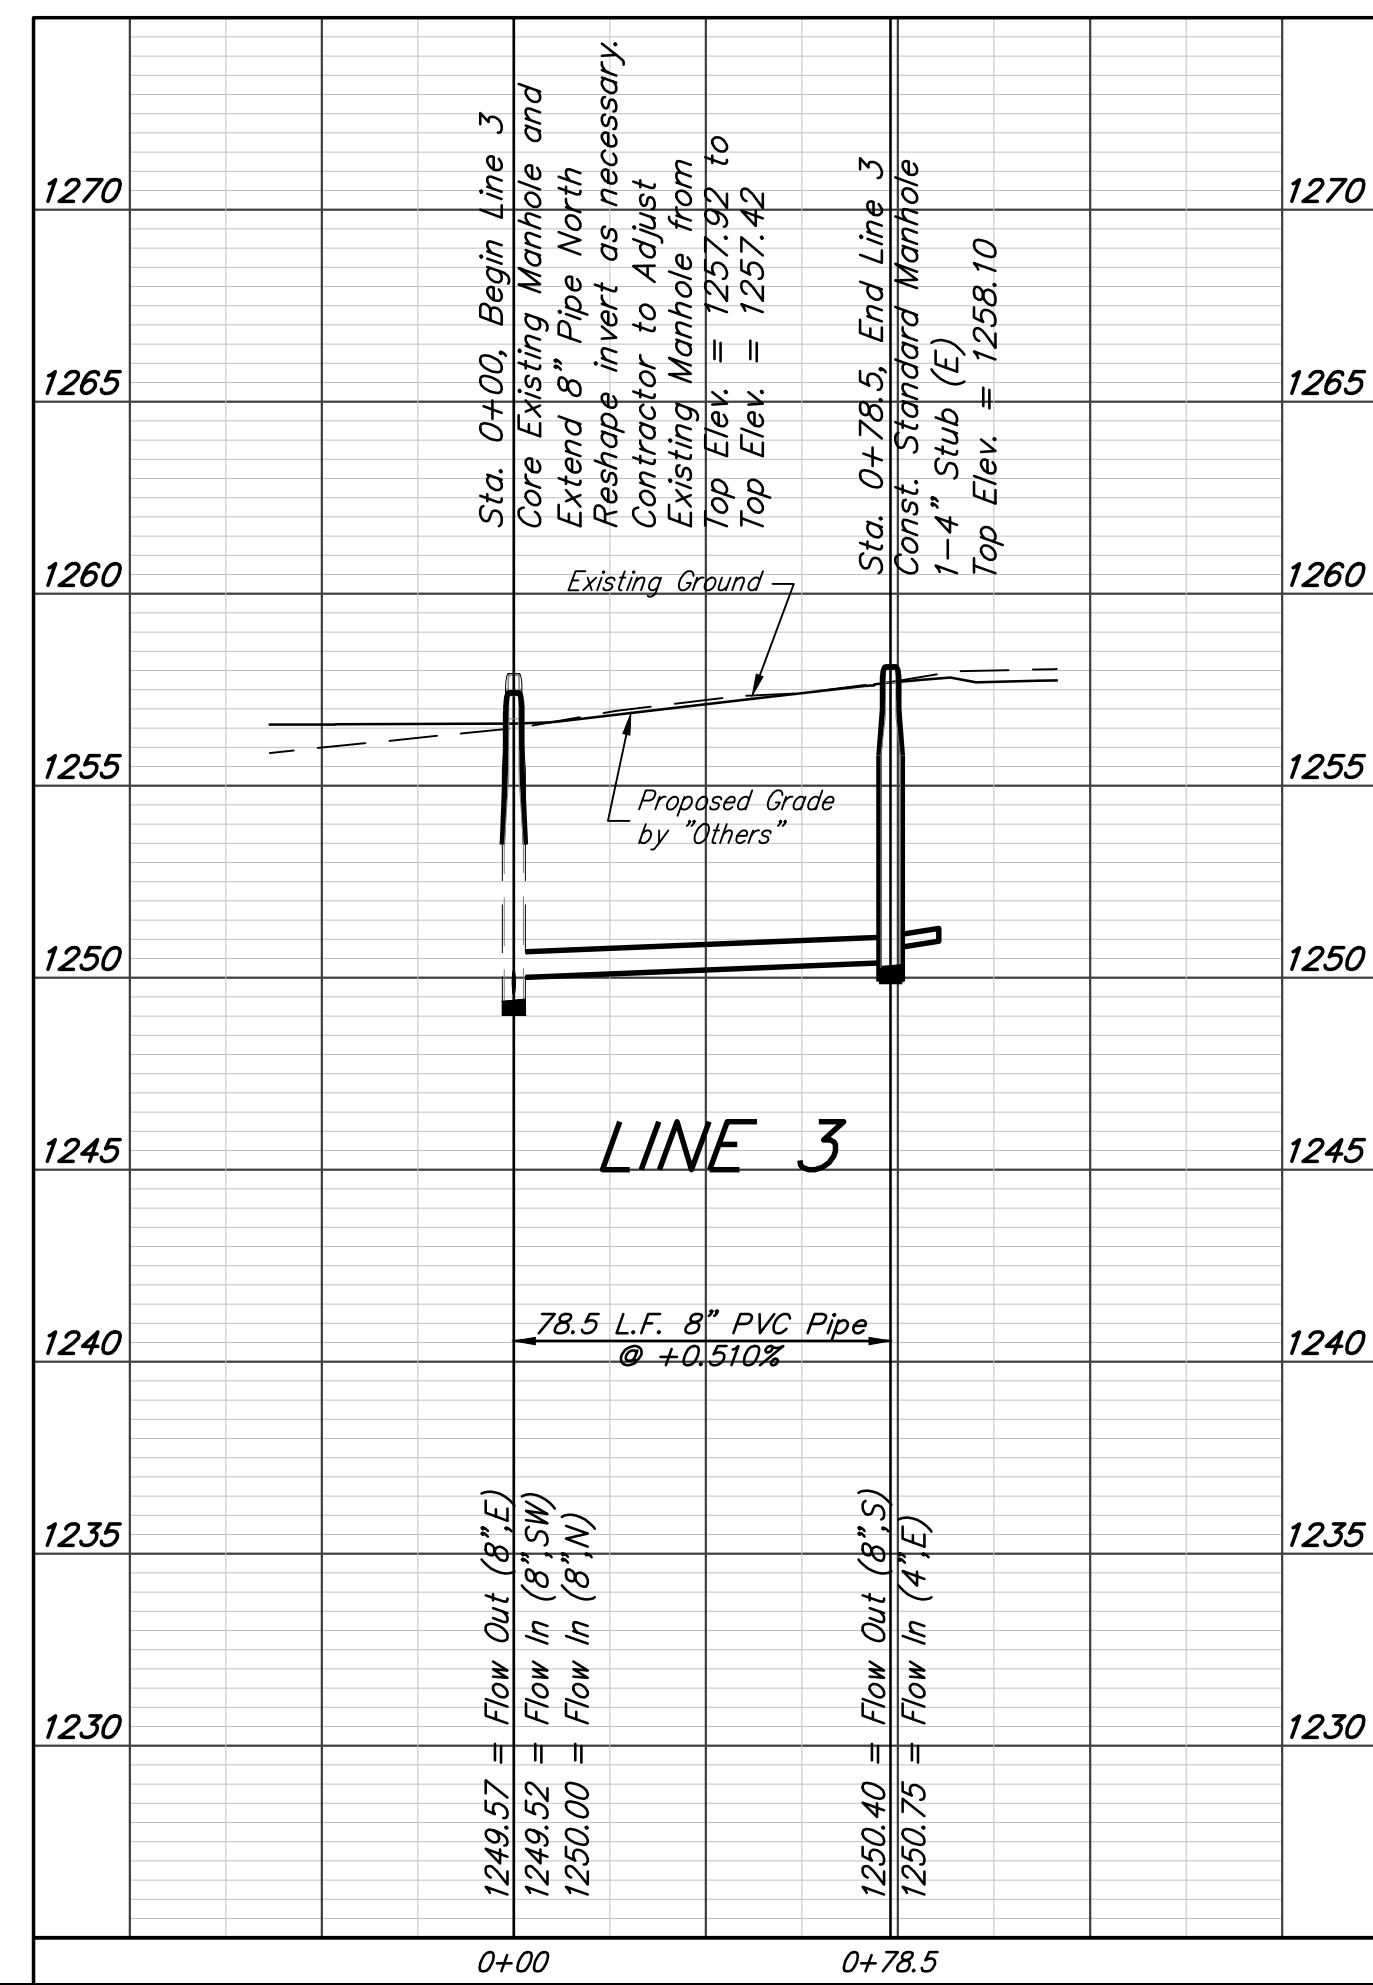 1270
1265
1260
1255
1250
1245
1240
1235
1230
Sta. 0+00, Begin Line 3
Core Existing Manhole and
Extend 8" Pipe North
Reshape invert as necessary.
Contractor to Adjust
Existing Manhole from
Top Elev. = 1257.92 to
Top Elev. = 1257.42
Sta. 0+78.5, End Line 3
Const. Standard Manhole
1-4" Stub (E)
Top Elev. = 1258.10
Existing Ground
Proposed Grade
by "Others"
LINE 3
78.5 L.F. 8" PVC Pipe
@ +0.510%
1249.57 = Flow Out (8",E)
1249.52 = Flow In (8",SW)
1250.00 = Flow In (8",N)
1250.40 = Flow Out (8",S)
1250.75 = Flow In (4",E)
1270
1265
1260
1255
1250
1245
1240
1235
1230
0+00
0+78.5